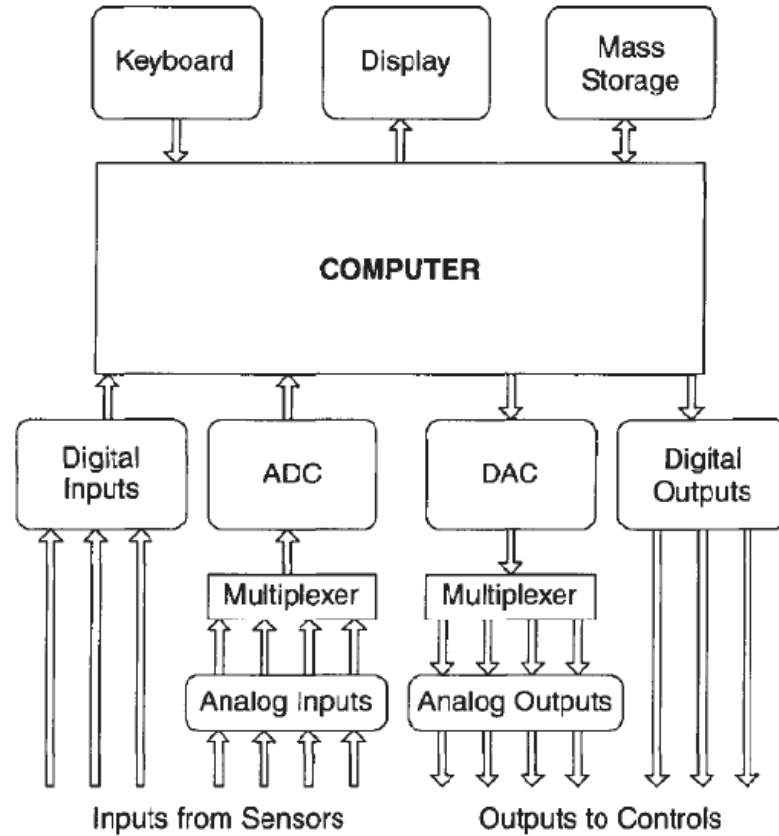 Keyboard
Display
Mass
Storage
COMPUTER
Digital
Inputs
ADC
DAC
Digital
Outputs
Multiplexer
Multiplexer
Analog Inputs
Analog Outputs
Inputs from Sensors
Outputs to Controls